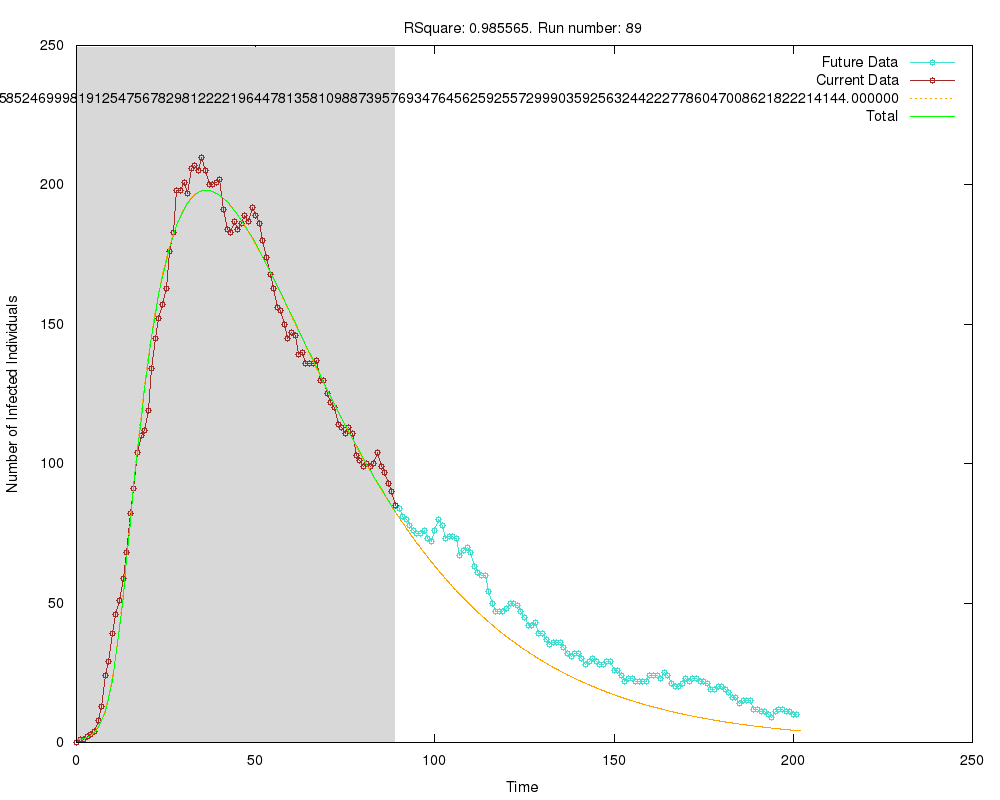 RSquare: 0.985565. Run number: 89
250
200
150
100
50
0
Number of Infected Individuals
Future Data
Current Data
Total
0 50 100 150 200 250
Time